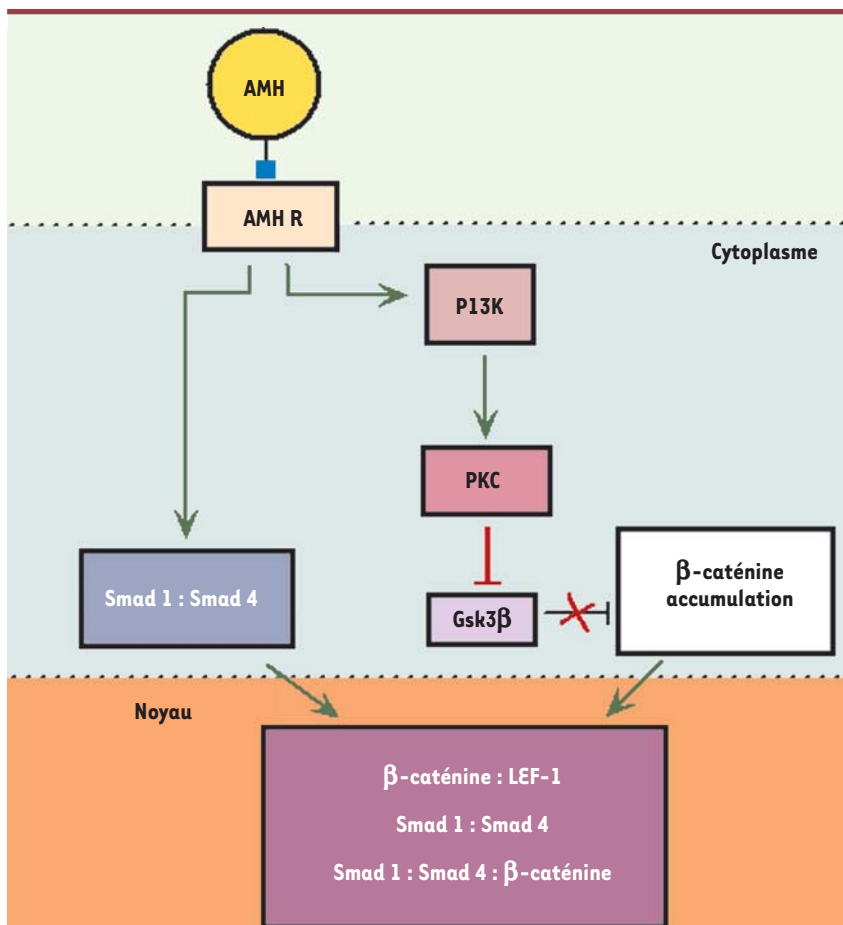 AMH
AMH R
Cytoplasme
P13K
PKC
Smad 1 : Smad 4
Gsk3β
β-caténine
accumulation
Noyau
β-caténine : LEF-1
Smad 1 : Smad 4
Smad 1 : Smad 4 : β-caténine